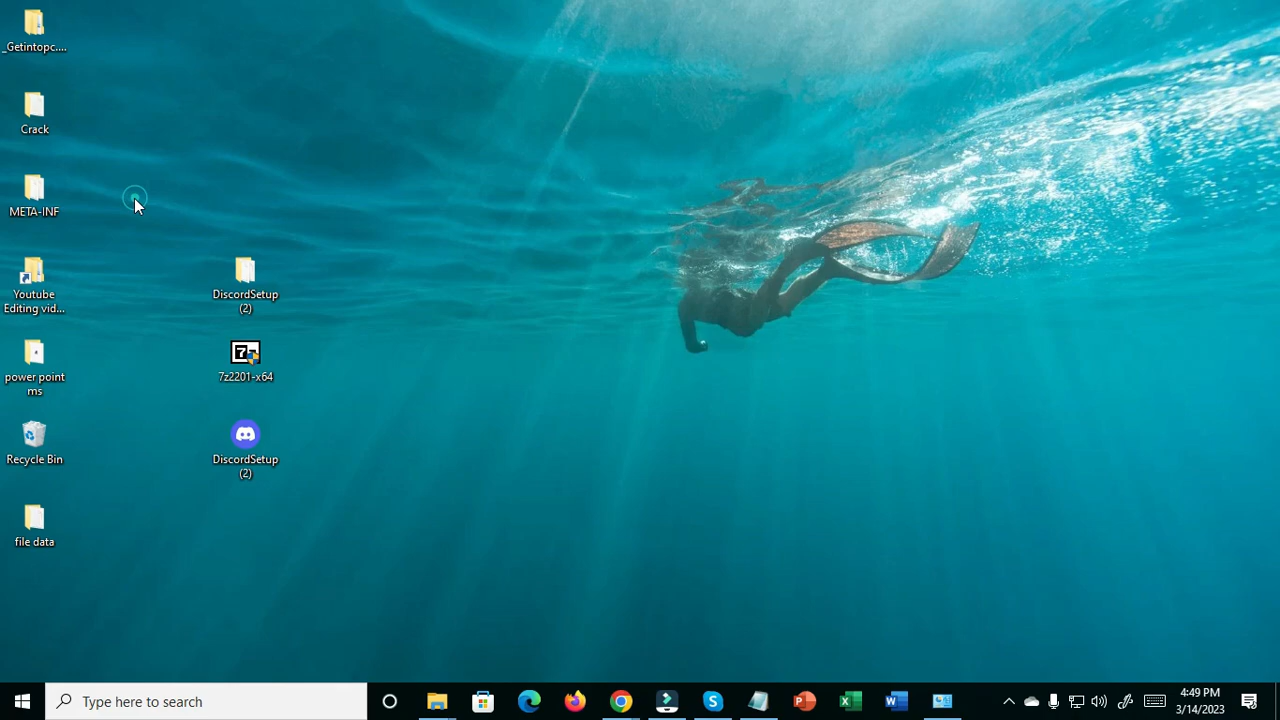 _Getintopc....
Crack
META-INF
Youtube
Editing vid...
power point
ms
Recycle Bin
file data
DiscordSetup
(2)
7z2201-x64
DiscordSetup
(2)
Type here to search
4:49 PM
3/14/2023